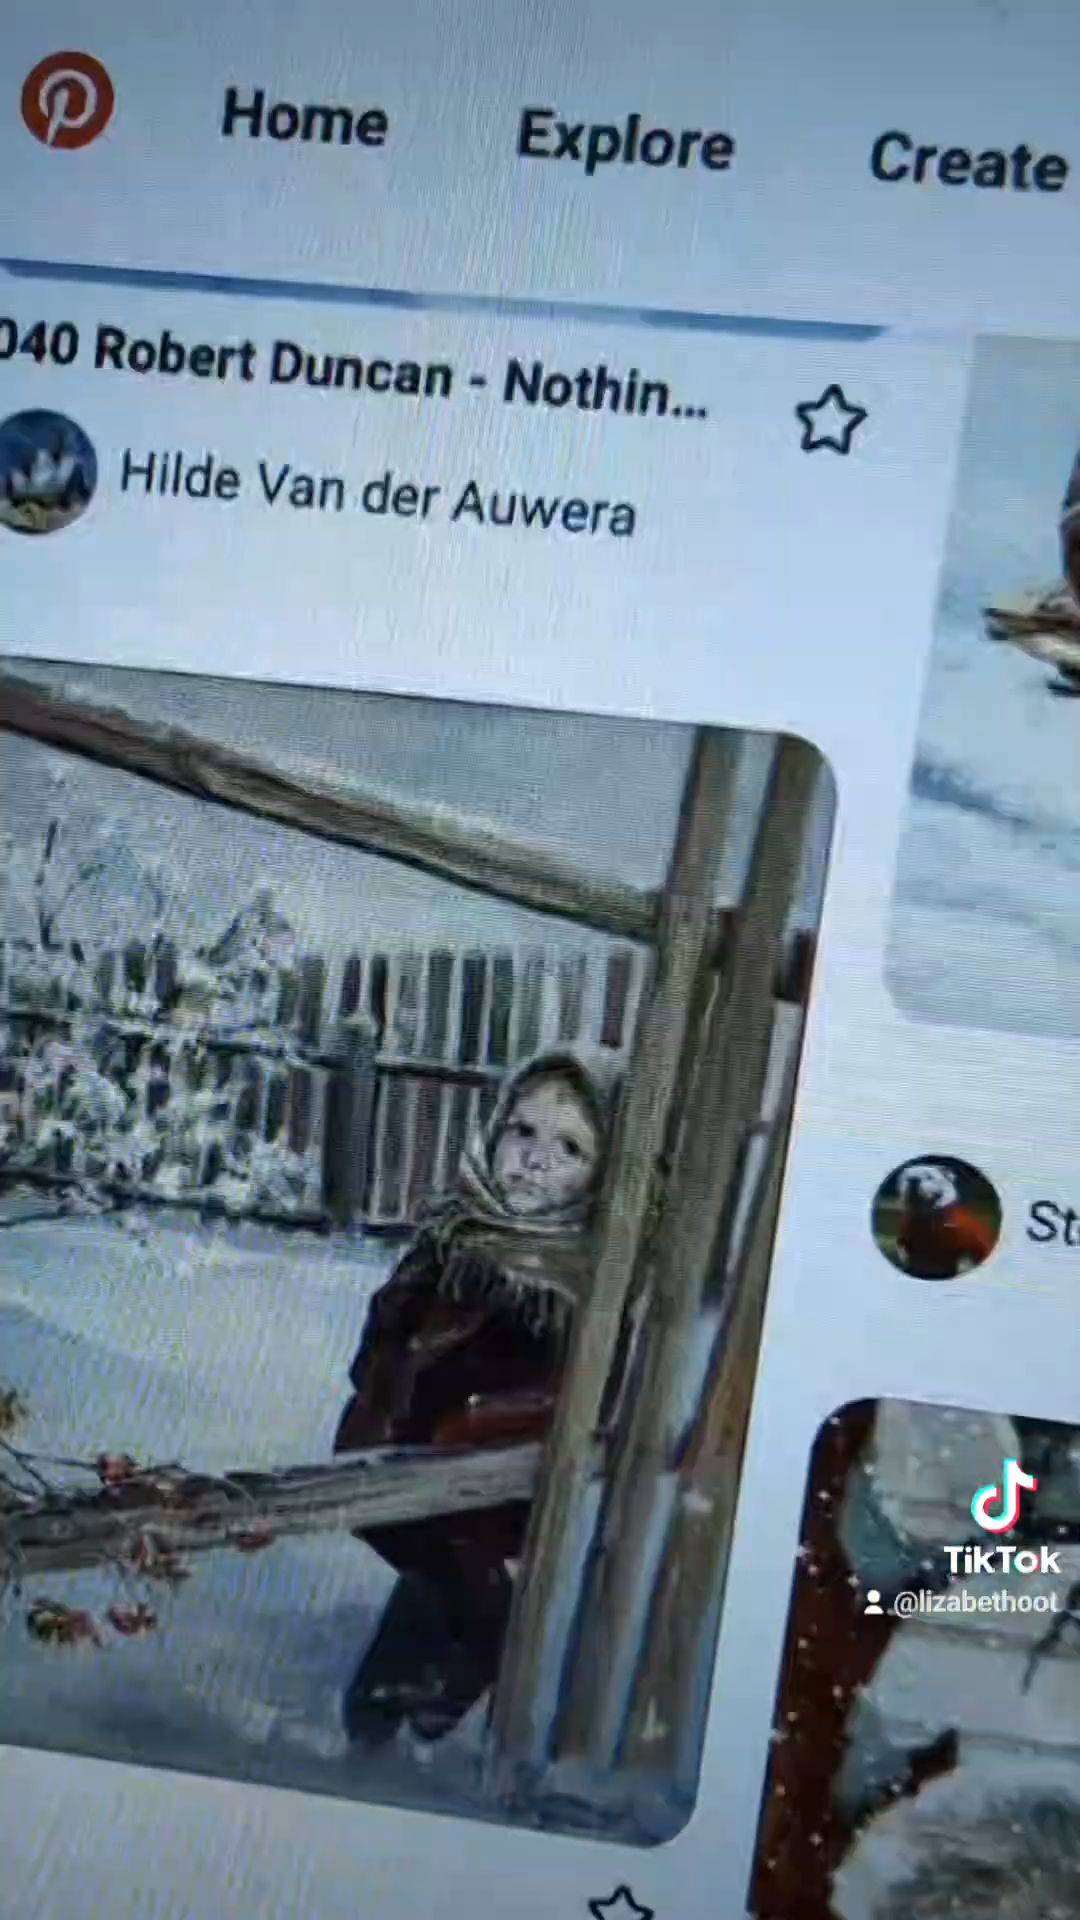 Home Explore Create
040 Robert Duncan - Nothin...
Hilde Van der Auwera
TikTok
@lizabethoot